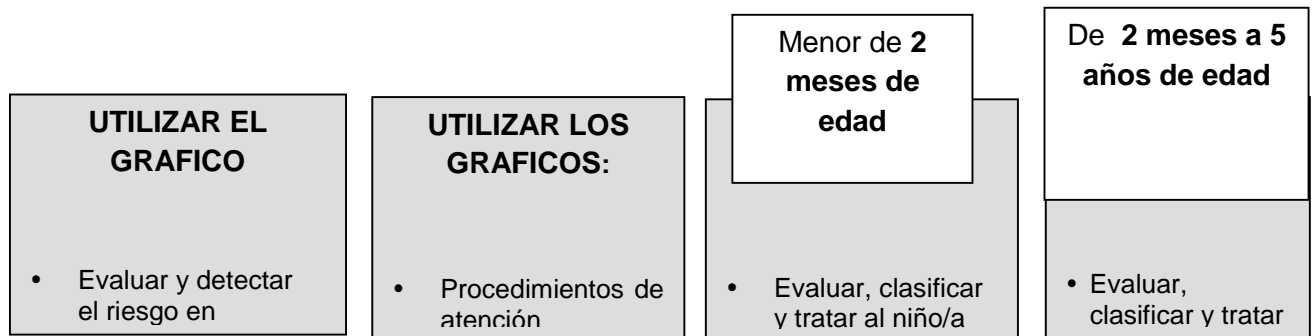 UTILIZAR EL
GRAFICO
• Evaluar y detectar
el riesgo en
UTILIZAR LOS
GRAFICOS:
• Procedimientos de
atención
Menor de 2
meses de
edad
• Evaluar, clasificar
y tratar al niño/a
De 2 meses a 5
años de edad
• Evaluar,
clasificar y tratar